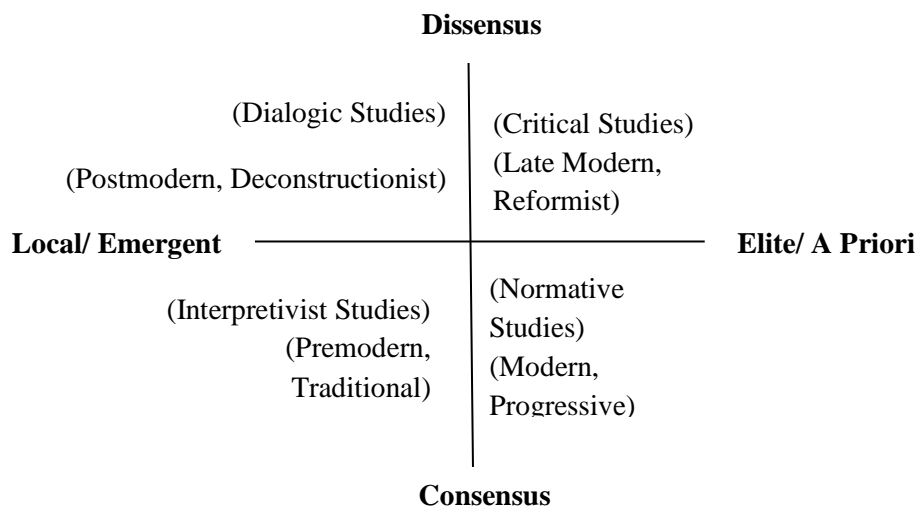 Dissensus
(Dialogic Studies)
(Postmodern, Deconstructionist)
(Critical Studies)
(Late Modern,
Reformist)
Local/ Emergent
Elite/ A Priori
(Interpretivist Studies)
(Premodern,
Traditional)
(Normative
Studies)
(Modern,
Progressive)
Consensus